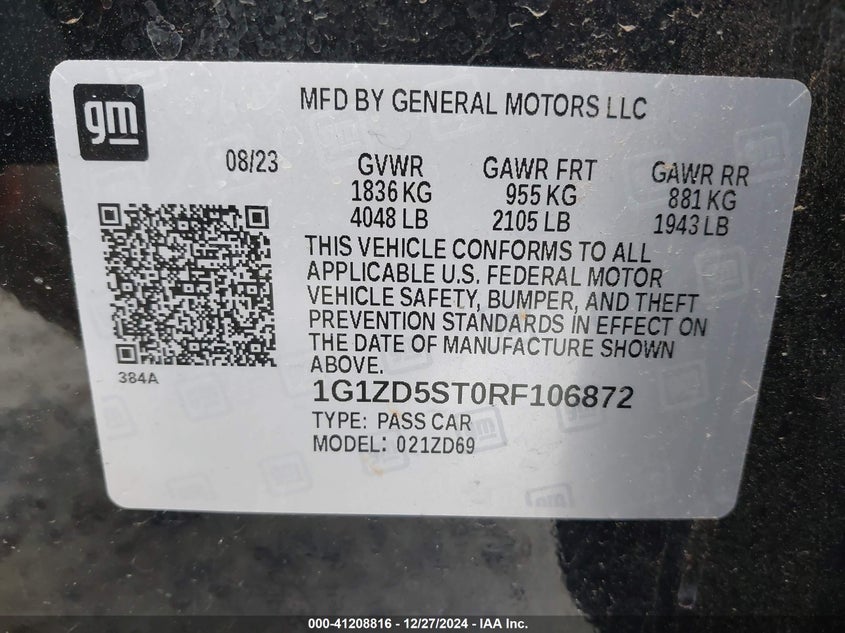 gm
MFD BY GENERAL MOTORS LLC
08/23 GVWR GAWR FRT GAWR RR
1836 KG 955 KG 881 KG
4048 LB 2105 LB 1943 LB
THIS VEHICLE CONFORMS TO ALL
APPLICABLE U.S. FEDERAL MOTOR
VEHICLE SAFETY, BUMPER, AND THEFT
PREVENTION STANDARDS IN EFFECT ON
THE DATE OF MANUFACTURE SHOWN
ABOVE.
384A
1G1ZD5ST0RF106872
TYPE: PASS CAR
MODEL: 021ZD69
000-41208816 - 12/27/2024 - IAA Inc.